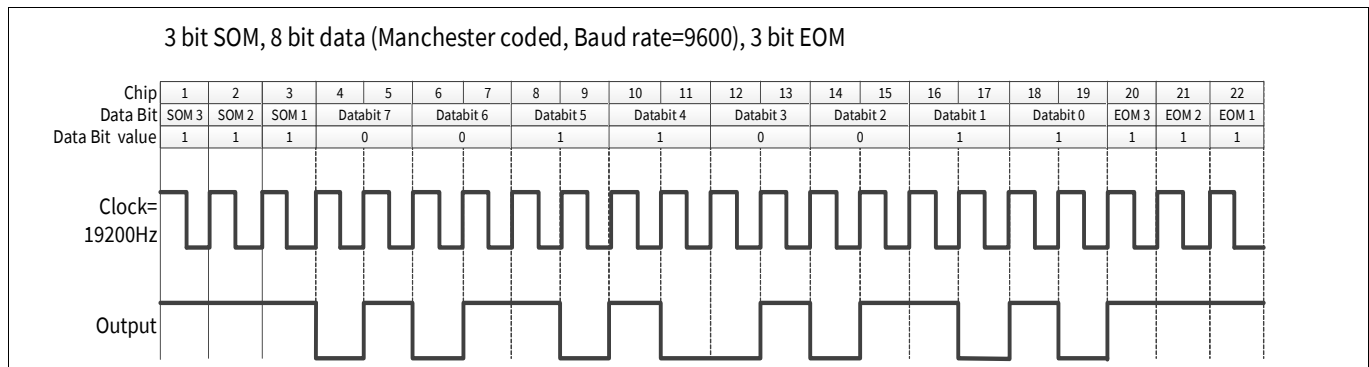 3 bit SOM, 8 bit data (Manchester coded, Baud rate=9600), 3 bit EOM
Chip 1 2 3 4 5 6 7 8 9 10 11 12 13 14 15 16 17 18 19 20 21 22
Data Bit SOM 3 SOM 2 SOM 1 Databit 7 Databit 6 Databit 5 Databit 4 Databit 3 Databit 2 Databit 1 Databit 0 EOM 3 EOM 2 EOM 1
Data Bit value 1 1 1 0 0 1 1 0 0 1 1 1 1 1
Clock=
19200Hz
Output